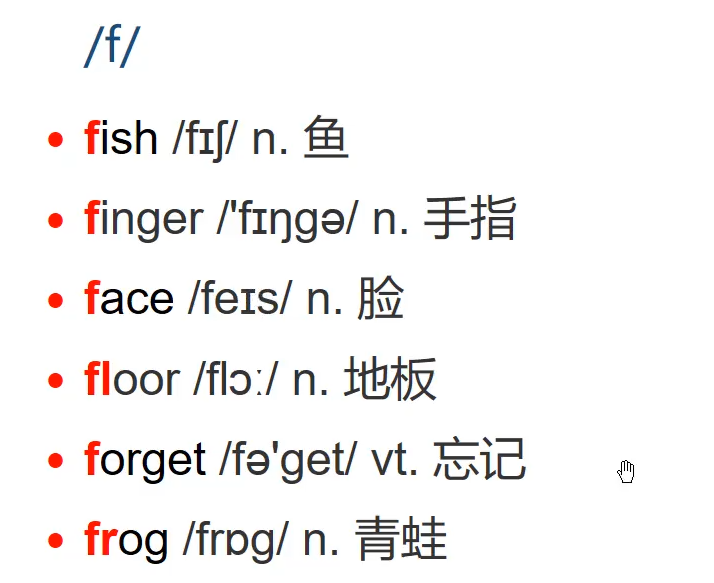 /f/
• fish /fɪʃ/ n. 鱼
• finger /'fɪŋgə/ n. 手指
• face /feɪs/ n. 脸
• floor /flɔː/ n. 地板
• forget /fə'get/ vt. 忘记
• frog /frɒg/ n. 青蛙